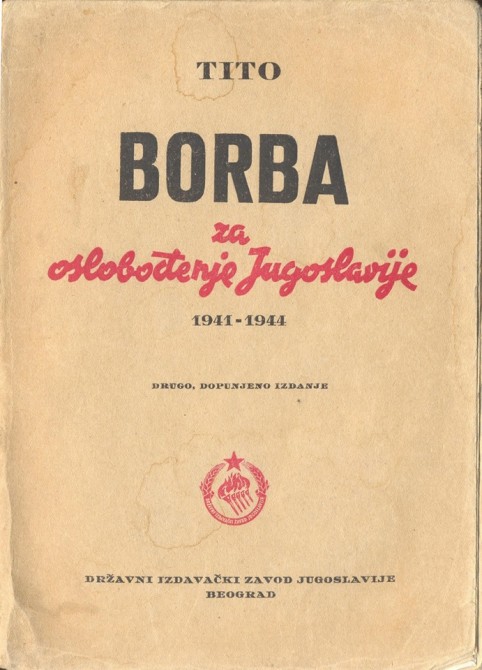 TITO
BORBA
za
oslobođenje Jugoslavije
1941-1944
DRUGO, DOPUNJENO IZDANJE
DRŽAVNI IZDAVAČKI ZAVOD JUGOSLAVIJE
BEOGRAD